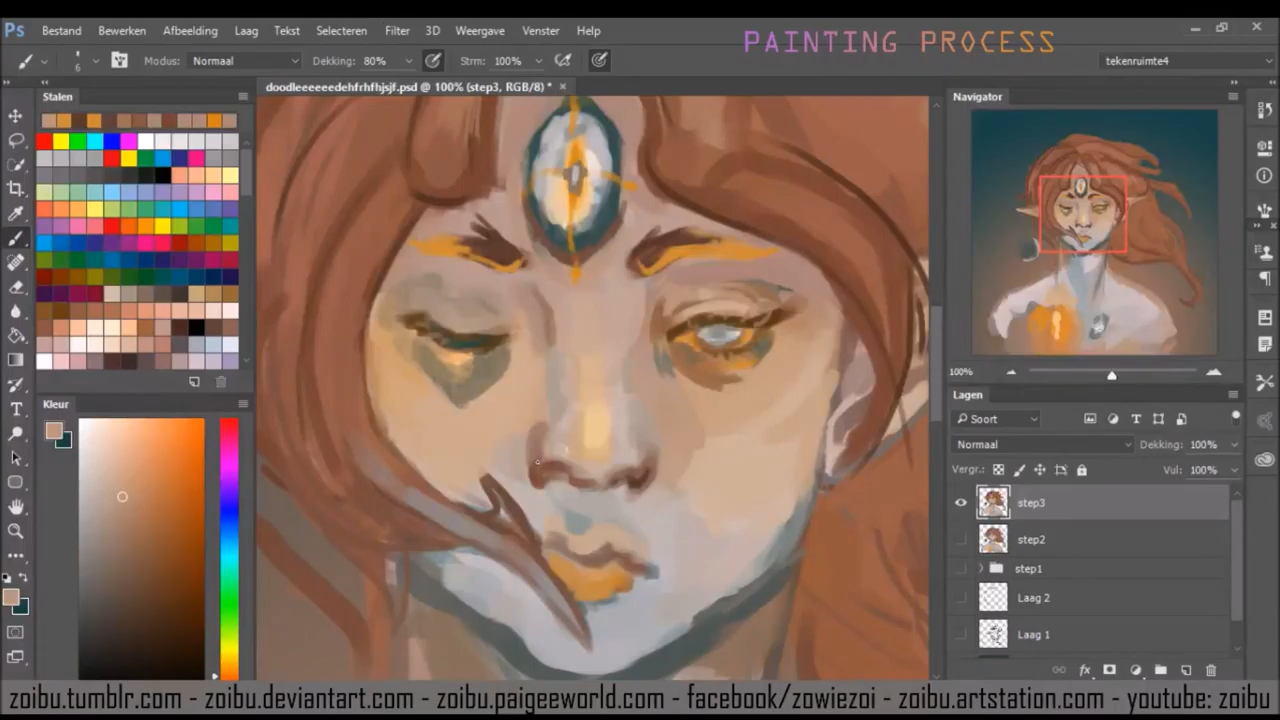 PAINTING PROCESS
Ps Bestand Bewerken Afbeelding Laag Tekst Selecteren Filter 3D Weergave Venster Help
6 Modus: Normaal Dekking: 80% Strm: 100% tekenruimte4
Stalen
doodleeeeeedehfrhfhjsjf.psd @ 100% (step3, RGB/8) *
Navigator
100%
Lagen
Kleur
Soort
Normaal Dekking: 100%
Vergr.: Vul: 100%
step3
step2
step1
Laag 2
Laag 1
zoibu.tumblr.com - zoibu.deviantart.com - zoibu.paigeeworld.com - facebook/zowiezoi - zoibu.artstation.com - youtube: zoibu